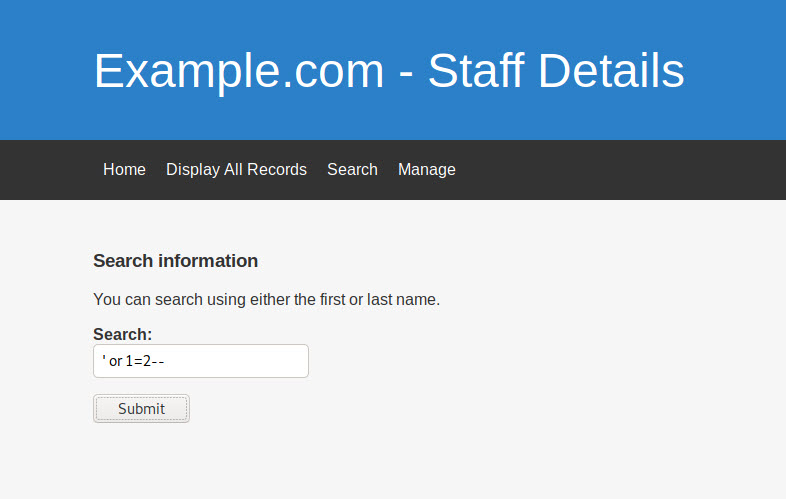 Example.com - Staff Details
Home Display All Records Search Manage
Search information
You can search using either the first or last name.
Search:
' or 1=2--
Submit